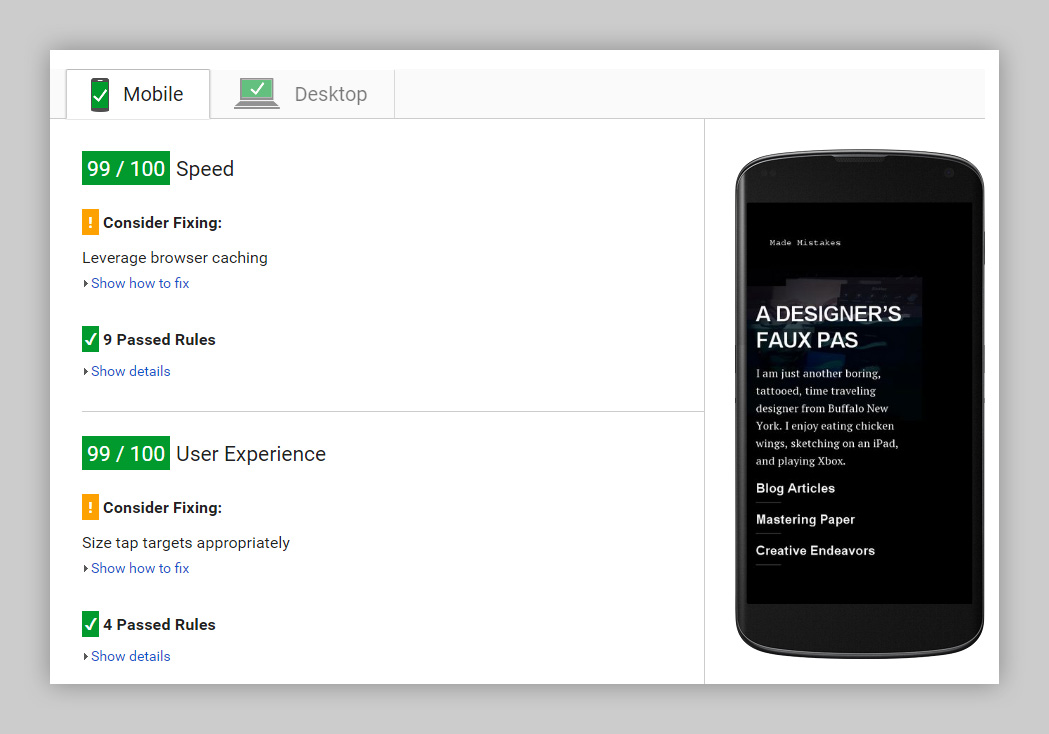 Mobile
Desktop
99 / 100 Speed
! Consider Fixing:
Leverage browser caching
Show how to fix
9 Passed Rules
Show details
99 / 100 User Experience
! Consider Fixing:
Size tap targets appropriately
Show how to fix
4 Passed Rules
Show details
Made Mistakes
A DESIGNER’S
FAUX PAS
I am just another boring,
tattooed, time traveling
designer from Buffalo New
York. I enjoy eating chicken
wings, sketching on an iPad,
and playing Xbox.
Blog Articles
Mastering Paper
Creative Endeavors